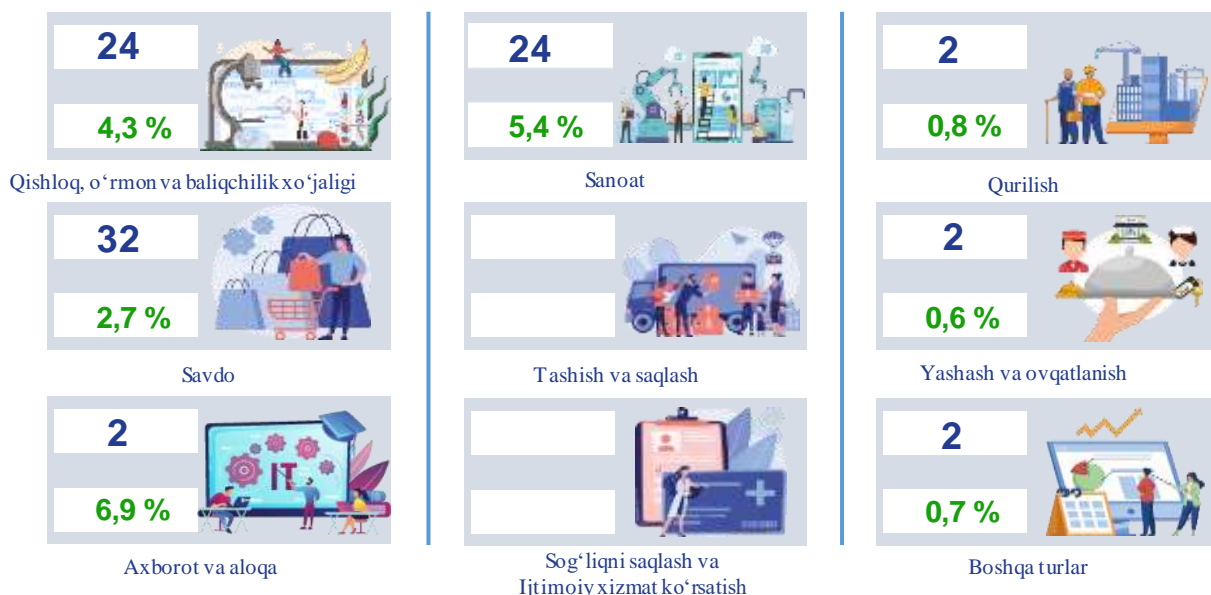 24
4,3 %
Qishloq, o‘rmon va baliqchilik xo‘jaligi
24
5,4 %
Sanoat
2
0,8 %
Qurilish
32
2,7 %
Savdo
Tashish va saqlash
2
0,6 %
Yashash va ovqatlanish
2
6,9 %
IT
Axborot va aloqa
Sog‘liqni saqlash va
Ijtimoiy xizmat ko‘rsatish
2
0,7 %
Boshqa turlar